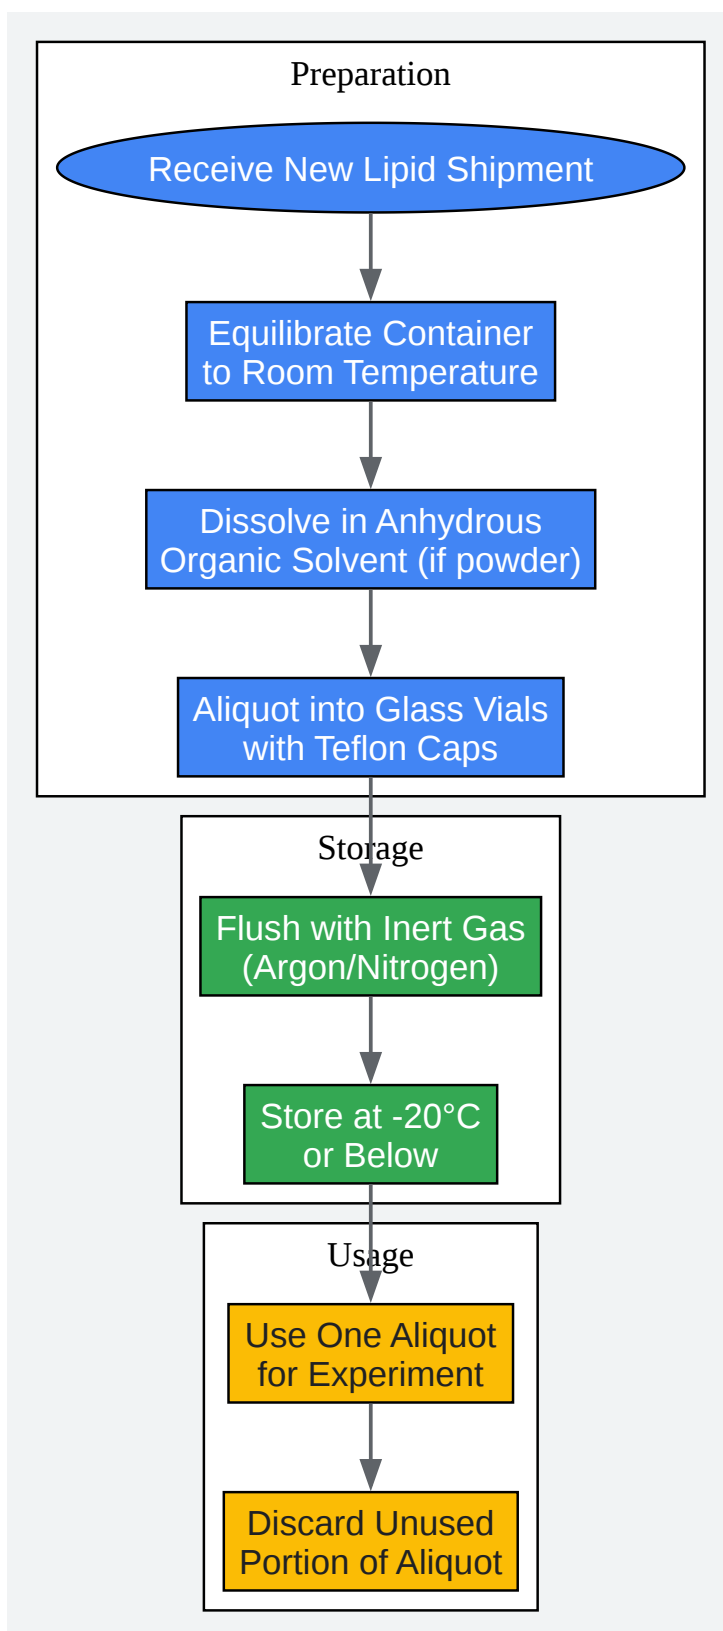 Preparation
Receive New Lipid Shipment
Equilibrate Container
to Room Temperature
Dissolve in Anhydrous
Organic Solvent (if powder)
Aliquot into Glass Vials
with Teflon Caps
Storage
Flush with Inert Gas
(Argon/Nitrogen)
Store at -20°C
or Below
Usage
Use One Aliquot
for Experiment
Discard Unused
Portion of Aliquot